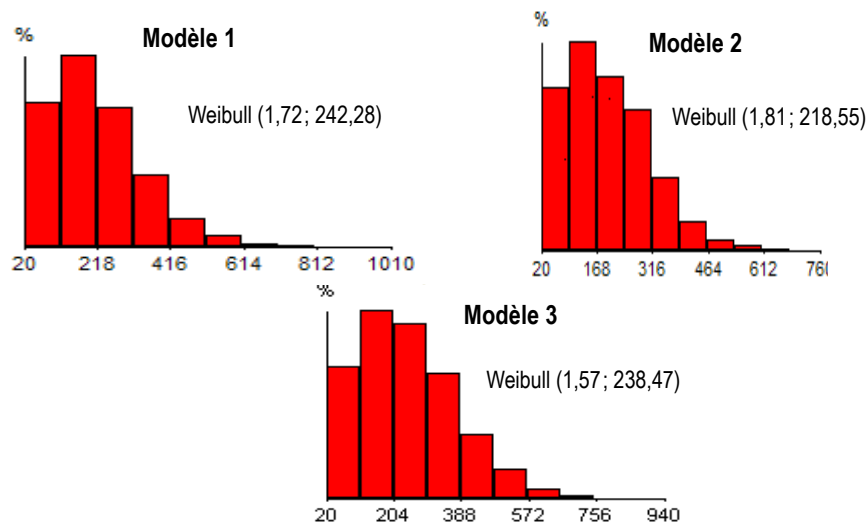 %
Modèle 1
Weibull (1,72; 242,28)
20 218 416 614 812 1010
%
Modèle 2
Weibull (1,81; 218,55)
20 168 316 464 612 760
%
Modèle 3
Weibull (1,57; 238,47)
20 204 388 572 756 940